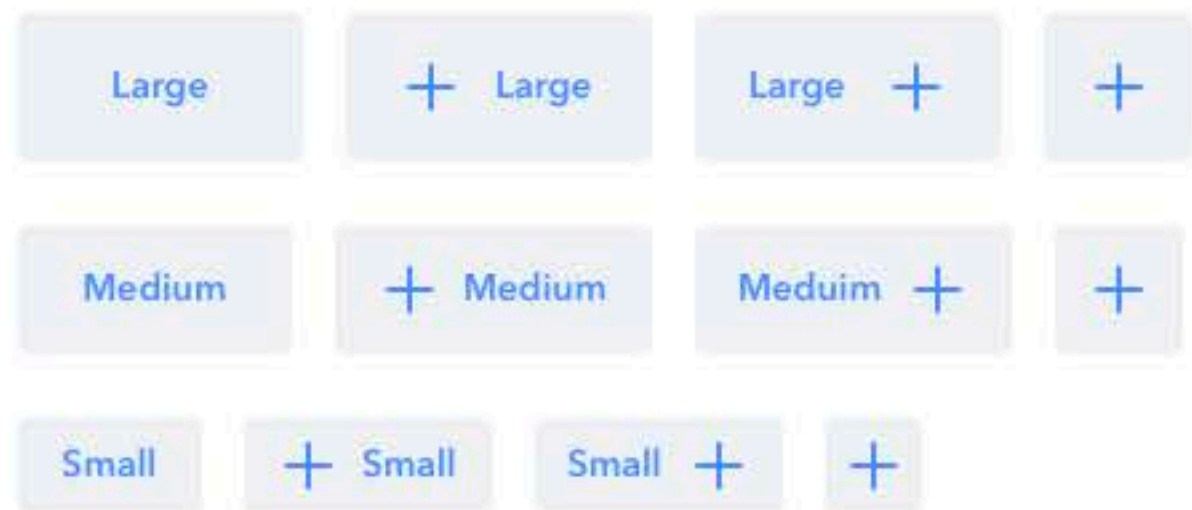 Large + Large Large + +
Medium + Medium Meduim + +
Small + Small Small + +